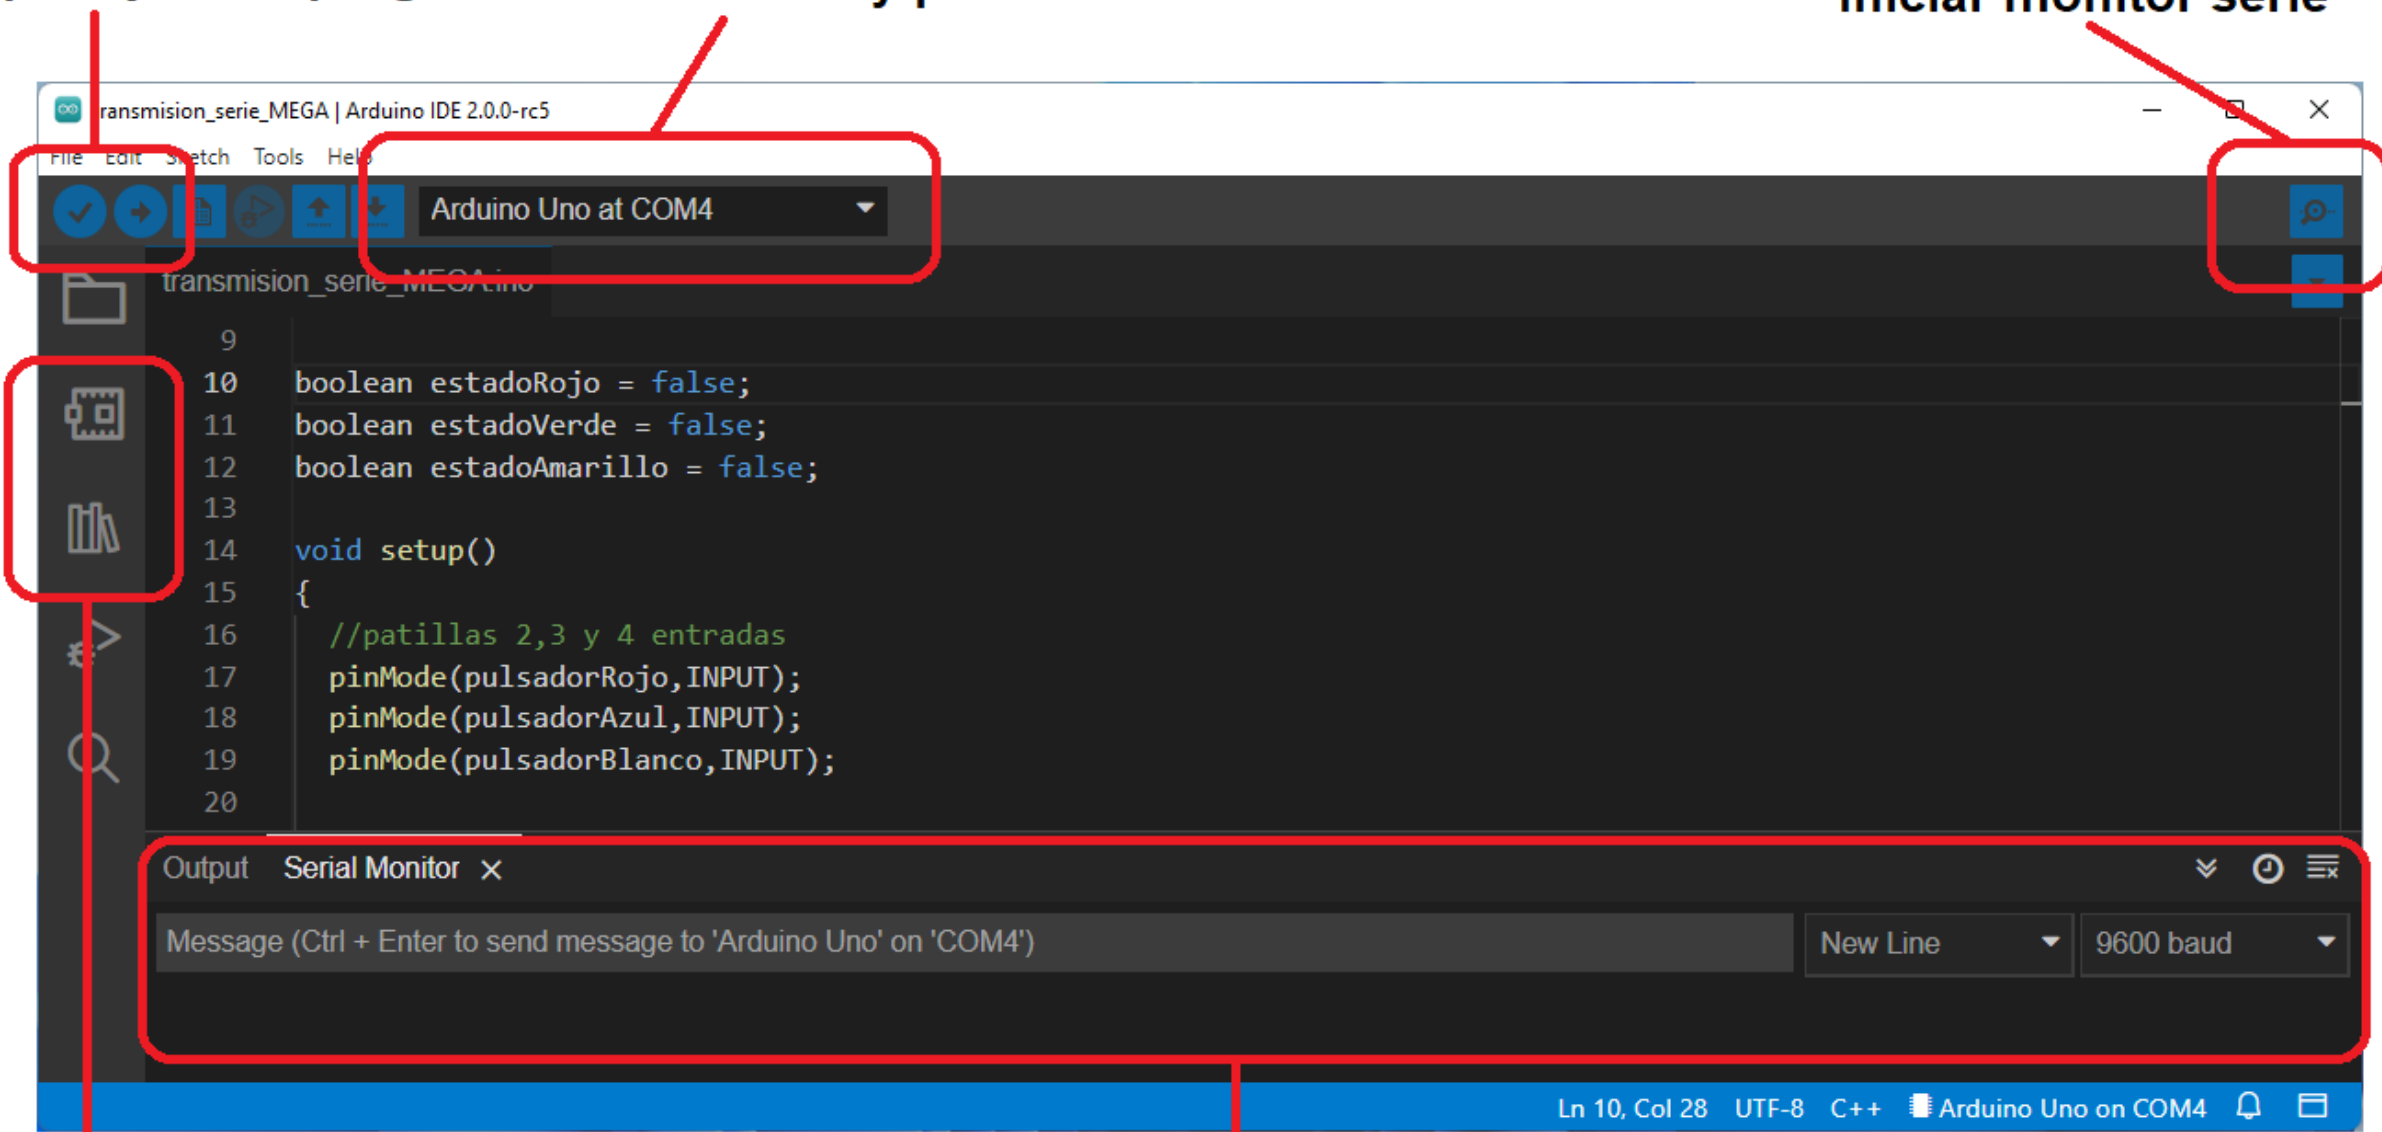 y
iniciar monitor serie
transmision_serie_MEGA | Arduino IDE 2.0.0-rc5
File Edit Sketch Tools Help
Arduino Uno at COM4
transmision_serie_MEGA.ino
9
10 boolean estadoRojo = false;
11 boolean estadoVerde = false;
12 boolean estadoAmarillo = false;
13
14 void setup()
15 {
16 //patillas 2,3 y 4 entradas
17 pinMode(pulsadorRojo,INPUT);
18 pinMode(pulsadorAzul,INPUT);
19 pinMode(pulsadorBlanco,INPUT);
20
Output Serial Monitor
Message (Ctrl + Enter to send message to 'Arduino Uno' on 'COM4')
New Line 9600 baud
Ln 10, Col 28 UTF-8 C++ Arduino Uno on COM4